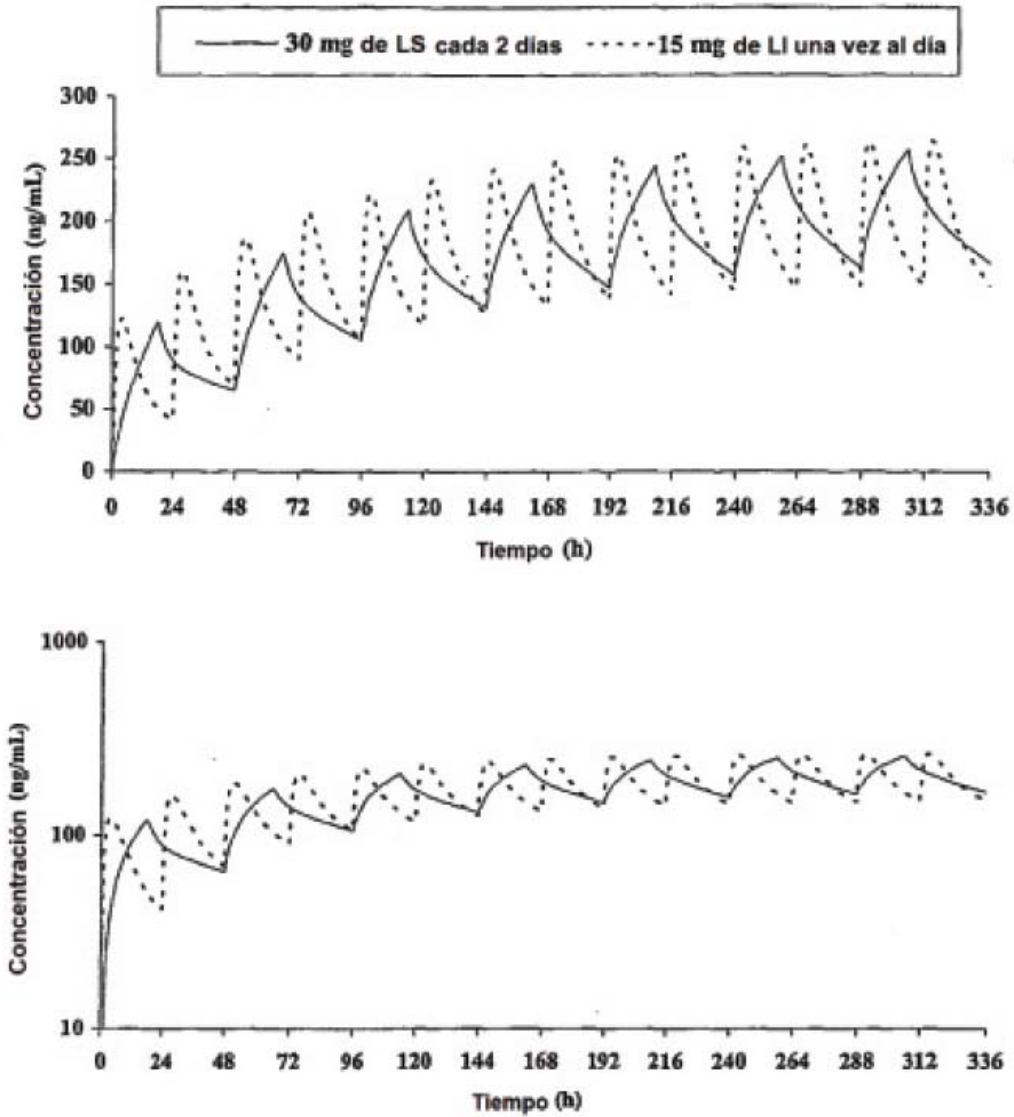 30 mg de LS cada 2 días 15 mg de LI una vez al día
Concentración (ng/mL)
300
250
200
150
100
50
0
0 24 48 72 96 120 144 168 192 216 240 264 288 312 336
Tiempo (h)
Concentración (ng/mL)
1000
100
10
0 24 48 72 96 120 144 168 192 216 240 264 288 312 336
Tiempo (h)